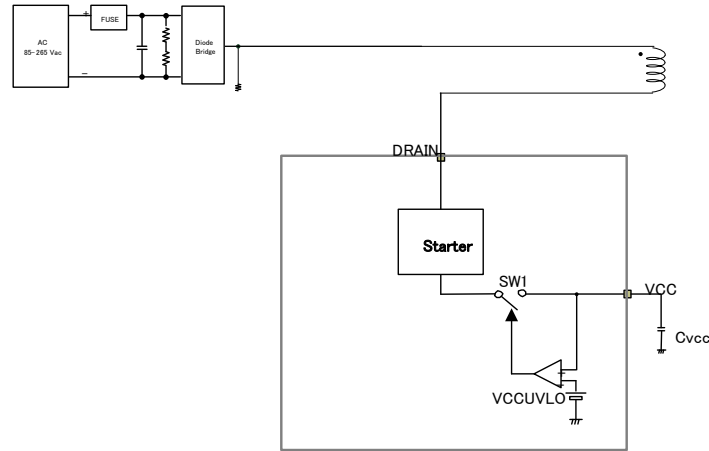 +
FUSE
AC
85-265 Vac
Diode
Bridge
−
DRAIN
Starter
SW1
VCC
Cvcc
+
-
VCCUVLO